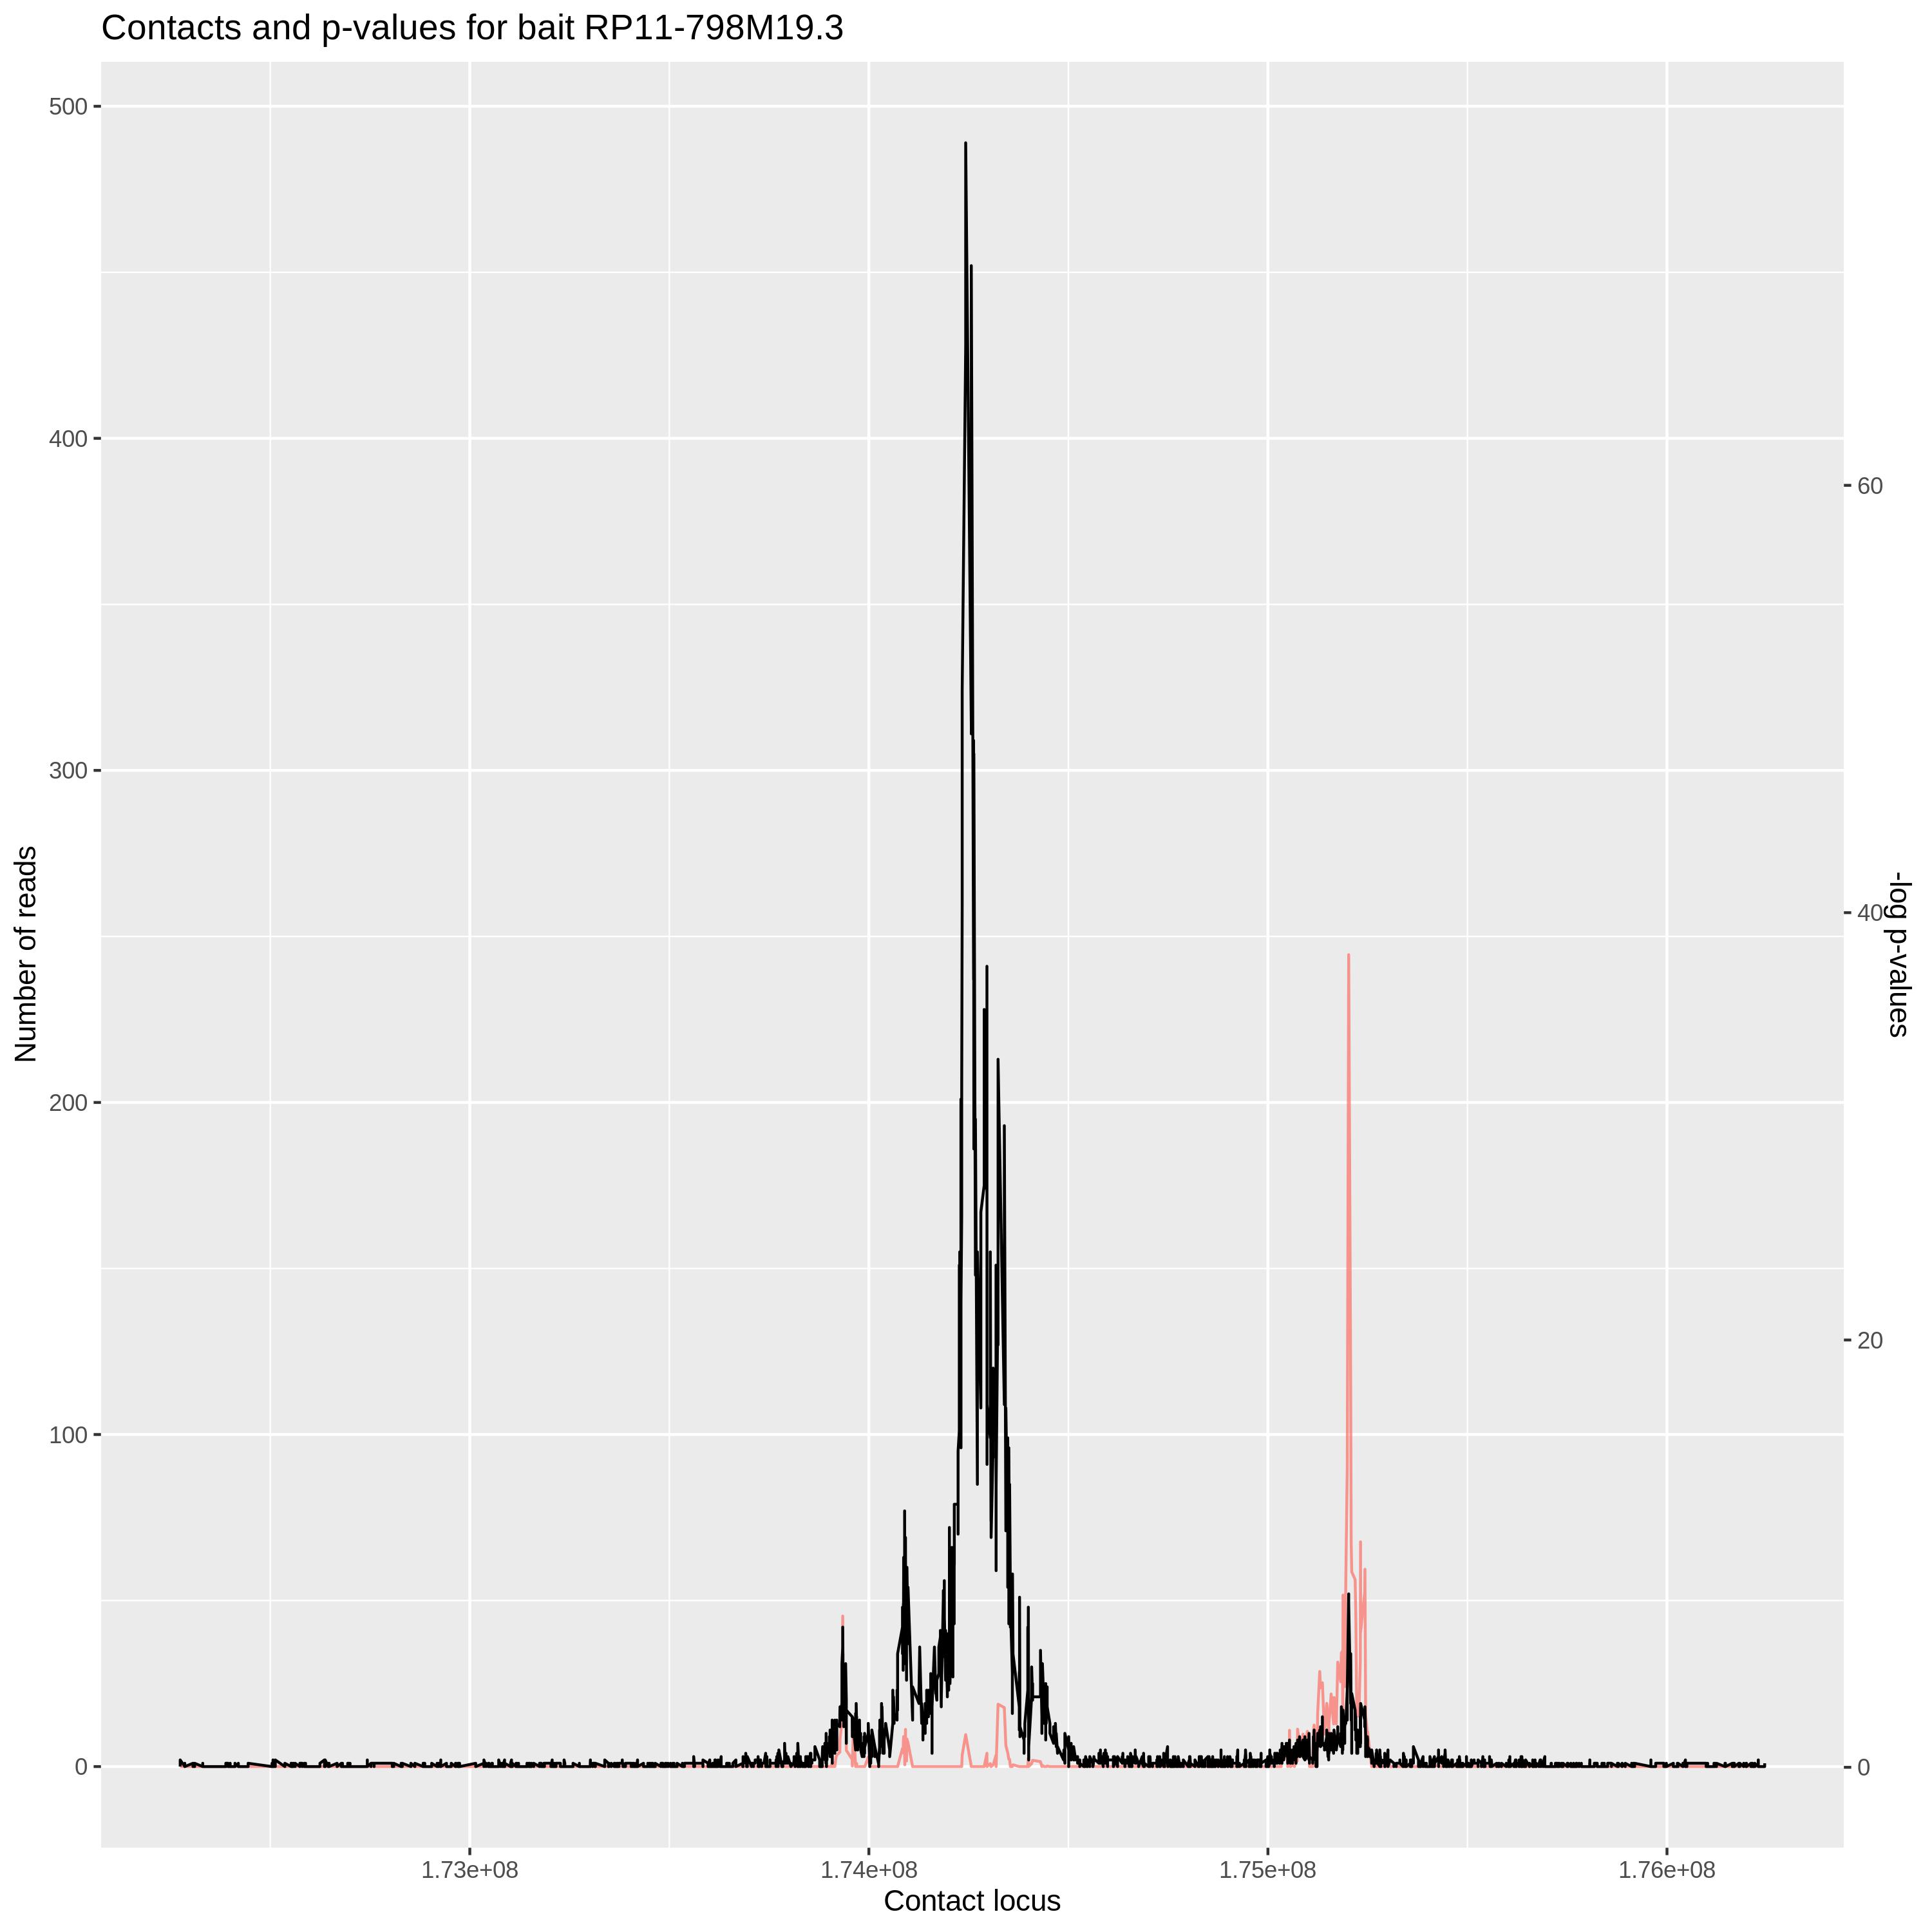 Contacts and p-values for bait RP11-798M19.3
500
400
300
200
100
0
Number of reads
60
40
20
0
-log p-values
1.73e+08
1.74e+08
1.75e+08
1.76e+08
Contact locus